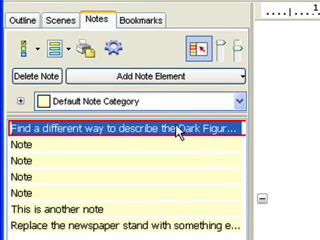 Outline Scenes Notes Bookmarks
Delete Note Add Note Element
Default Note Category
Find a different way to describe the Dark Figur...
Note
Note
Note
Note
This is another note
Replace the newspaper stand with something e...
1